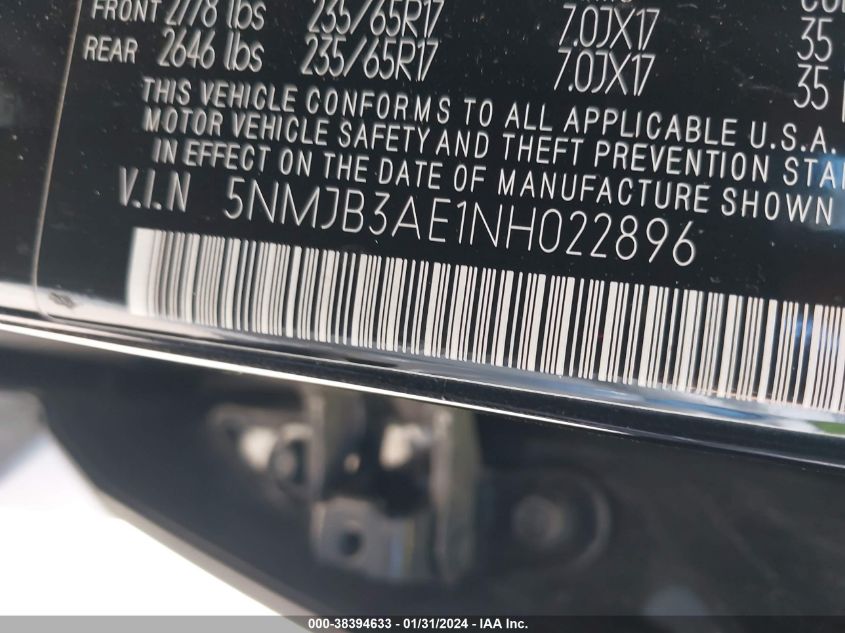 FRONT 2778 lbs 235/65R17 7.0JX17 35
REAR 2646 lbs 235/65R17 7.0JX17 35
THIS VEHICLE CONFORMS TO ALL APPLICABLE U.S.A.
MOTOR VEHICLE SAFETY AND THEFT PREVENTION STA
IN EFFECT ON THE DATE OF MANUFACTURE SHOWN
V.I.N 5NMJB3AE1NH022896
000-38394633 - 01/31/2024 - IAA Inc.